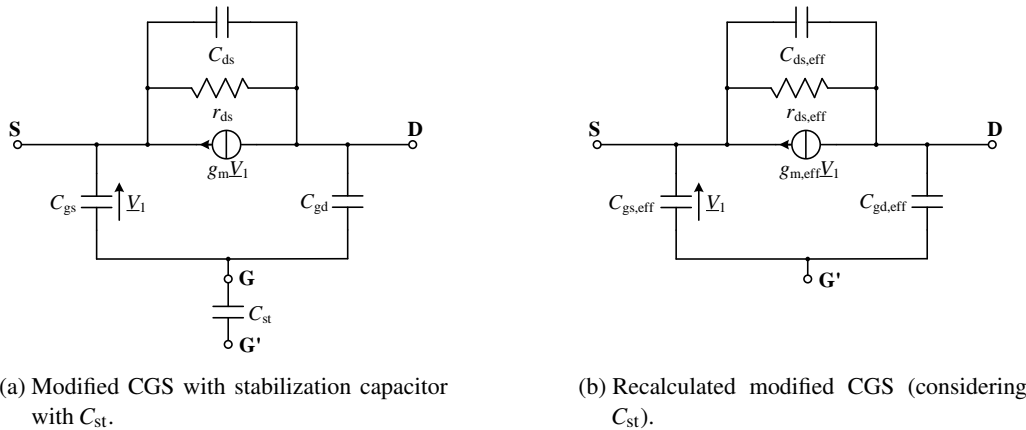 C_ds
C_ds,eff
r_ds
r_ds,eff
S
D
S
D
g_m V_1
g_m,eff V_1
C_gs
V_1
C_gd
C_gs,eff
V_1
C_gd,eff
G
G'
C_st
G'
(a) Modified CGS with stabilization capacitor
with C_st.
(b) Recalculated modified CGS (considering
C_st).